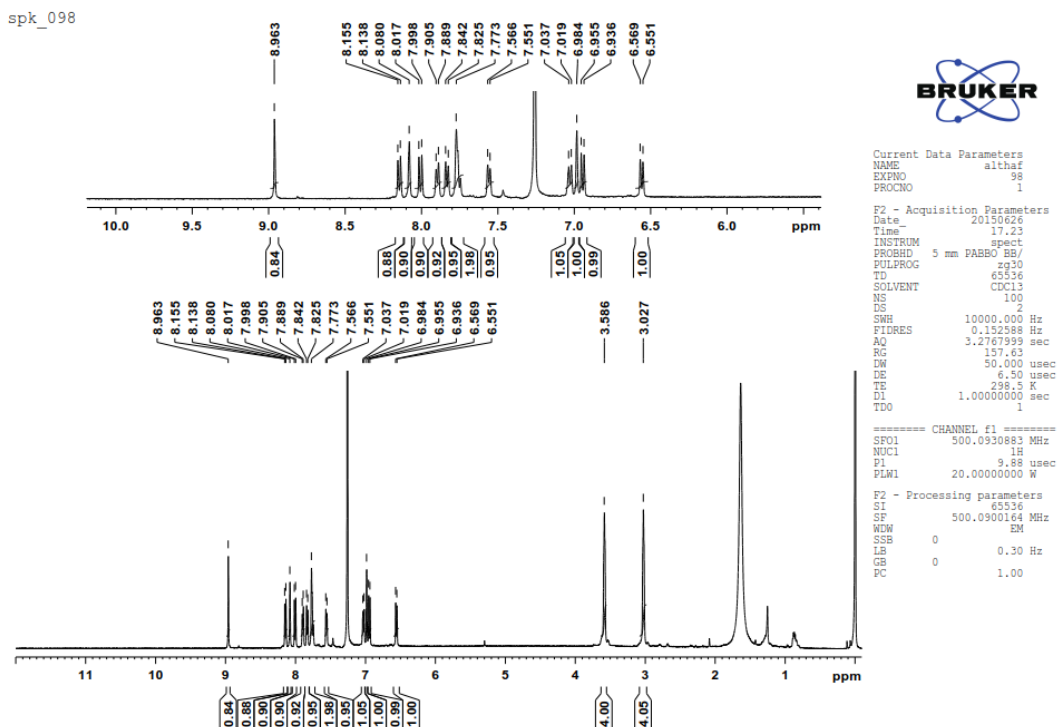 spk_098
8.963
8.155
8.138
8.080
8.017
7.998
7.905
7.889
7.842
7.825
7.773
7.566
7.551
7.037
7.019
6.984
6.955
6.936
6.569
6.551
10.0 9.5 9.0 8.5 8.0 7.5 7.0 6.5 6.0 ppm
0.84
0.88
0.90
0.90
0.92
0.95
1.98
0.95
1.05
1.00
0.99
1.00
8.963
8.155
8.138
8.080
8.017
7.998
7.905
7.889
7.842
7.825
7.773
7.566
7.551
7.037
7.019
6.984
6.955
6.936
6.569
6.551
3.586
3.027
11 10 9 8 7 6 5 4 3 2 1 ppm
0.84
0.88
0.90
0.90
0.92
0.95
1.98
0.95
1.05
1.00
0.99
1.00
4.00
4.05
BRUKER
Current Data Parameters
NAME althaf
EXPNO 98
PROCNO 1
F2 - Acquisition Parameters
Date_ 20150626
Time 17.23
INSTRUM spect
PROBHD 5 mm PABBO BB/
PULPROG zg30
TD 65536
SOLVENT CDCl3
NS 100
DS 2
SWH 10000.000 Hz
FIDRES 0.152588 Hz
AQ 3.2767999 sec
RG 157.63
DW 50.000 usec
DE 6.50 usec
TE 298.5 K
D1 1.00000000 sec
TD0 1
======== CHANNEL f1 ========
SFO1 500.0930883 MHz
NUC1 1H
P1 9.88 usec
PLW1 20.00000000 W
F2 - Processing parameters
SI 65536
SF 500.0900164 MHz
WDW EM
SSB 0
LB 0.30 Hz
GB 0
PC 1.00